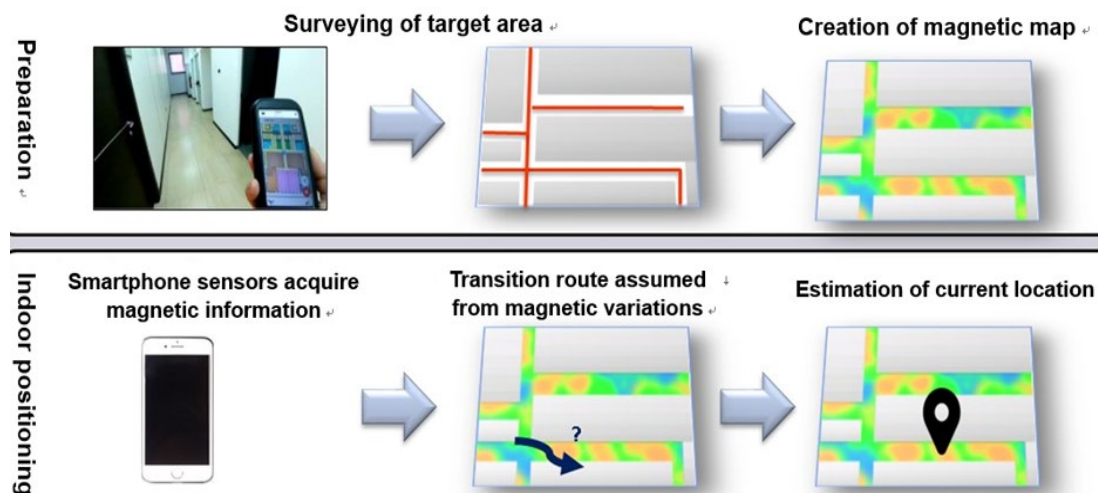 Preparation
Surveying of target area
Creation of magnetic map
Indoor positioning
Smartphone sensors acquire
magnetic information
Transition route assumed
from magnetic variations
?
Estimation of current location